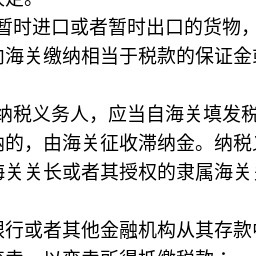 暂时进口或者暂时出口的货物，
向海关缴纳相当于税款的保证金
纳税义务人，应当自海关填发税
纳的，由海关征收滞纳金。纳税
海关关长或者其授权的隶属海关
银行或者其他金融机构从其存款